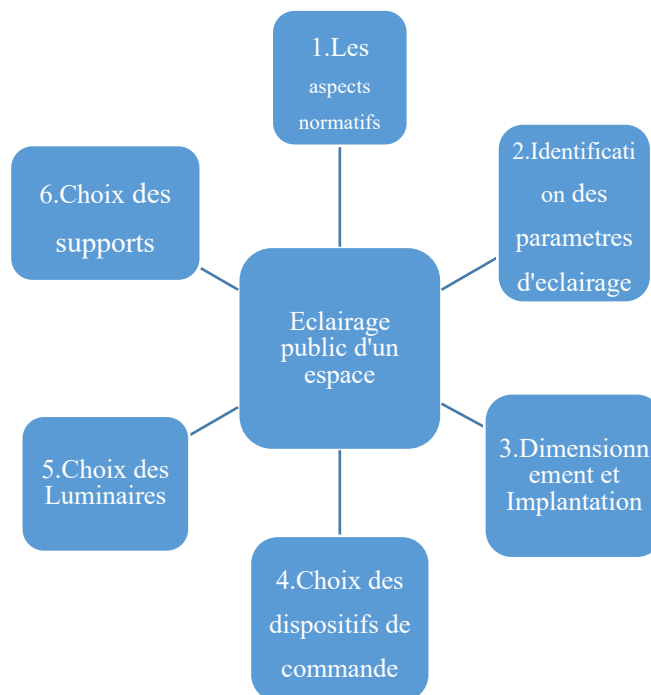 1.Les
aspects
normatifs
2.Identificati
on des
parametres
d'eclairage
6.Choix des
supports
Eclairage
public d'un
espace
3.Dimensionn
ement et
Implantation
5.Choix des
Luminaires
4.Choix des
dispositifs de
commande